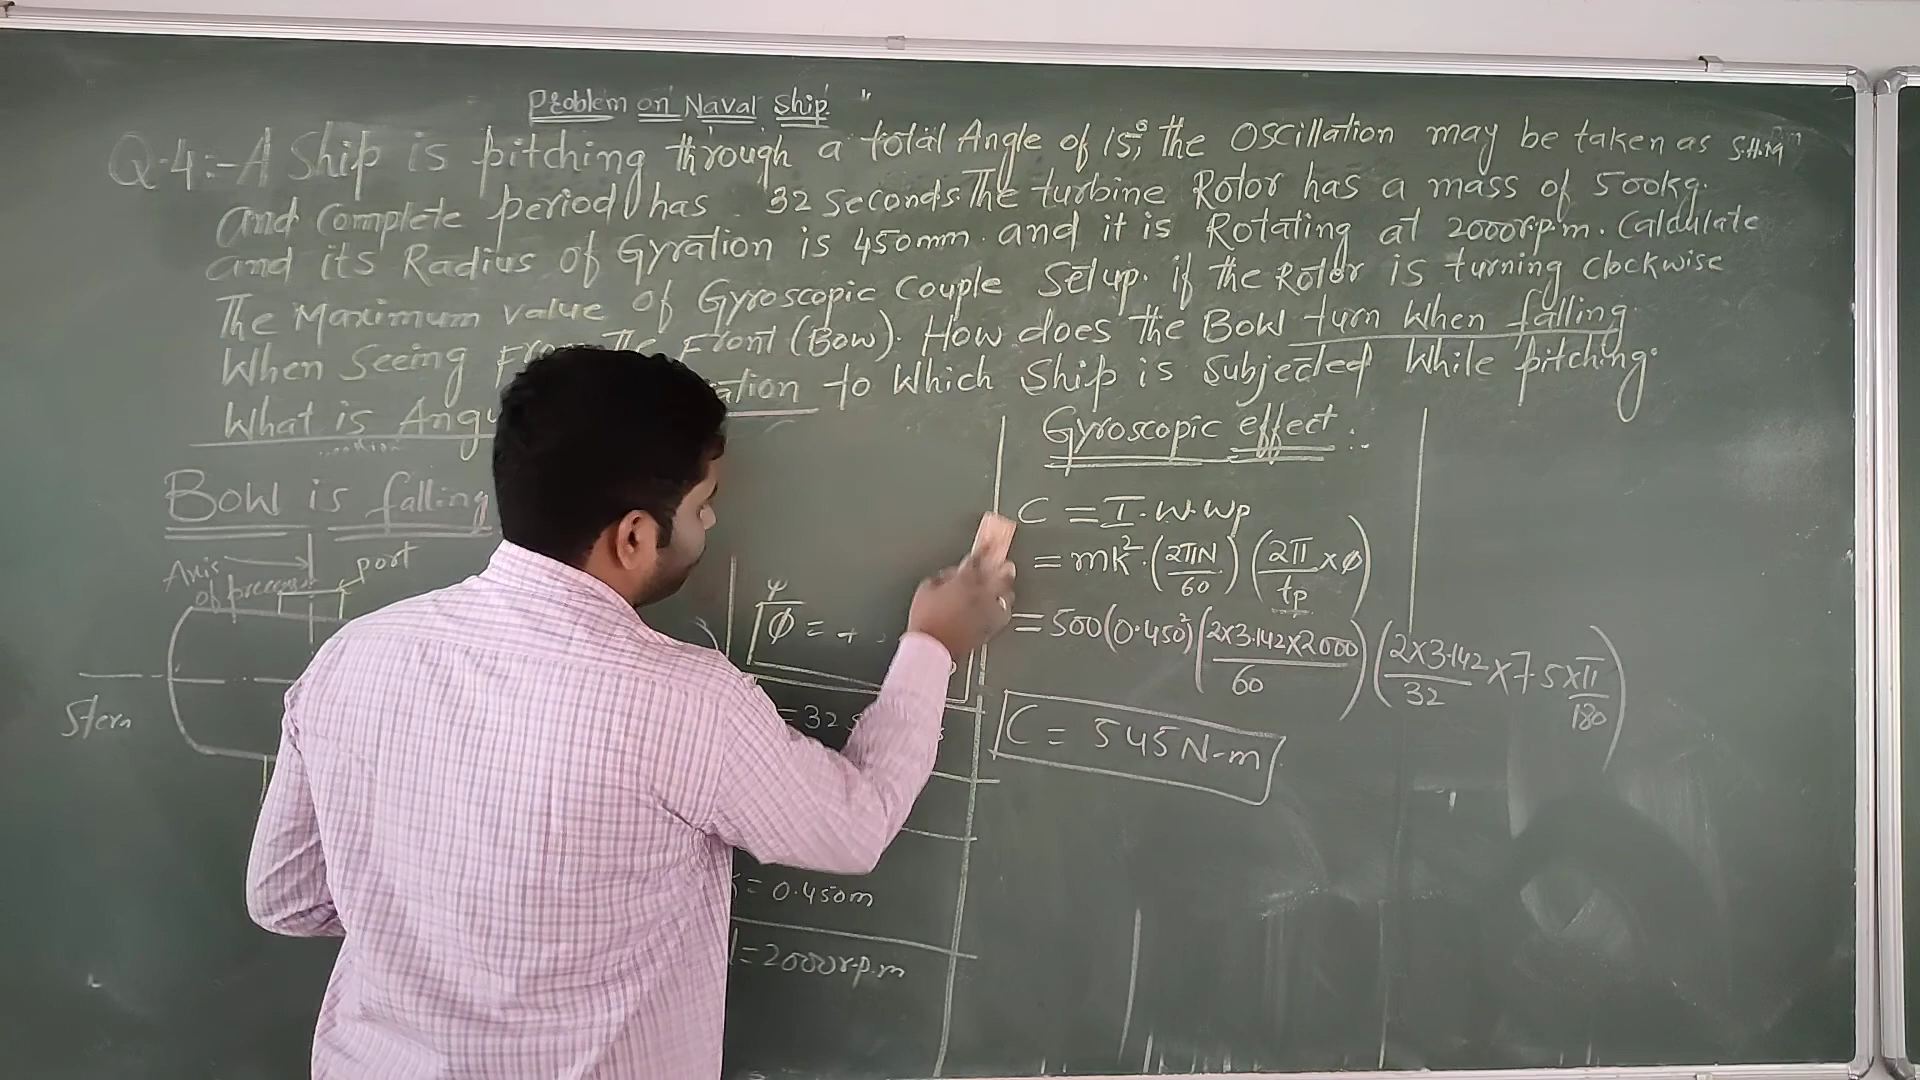 Problem on Naval Ship "
Q.4:- A Ship is pitching through a total Angle of 15°, the Oscillation may be taken as S.H.M
and complete period has 32 Seconds. The turbine Rotor has a mass of 500kg.
and its Radius of Gyration is 450mm. and it is Rotating at 2000r.p.m. Calculate
The Maximum value of Gyroscopic Couple Setup. if the Rotor is turning Clockwise
When Seeing From The Front (Bow). How does the Bow turn when falling.
What is Angu ation to Which Ship is Subjected While pitching.
Bow is falling
Axis of preces
port
Stern
φ = +
= 32 S
= 0.450m
= 2000r.p.m
Gyroscopic effect :-
C = I. w. wp
= mk². (2πN/60) (2π/tp × φ)
= 500(0.450²) (2×3.142×2000/60) (2×3.142/32 × 7.5 × π/180)
C = 545 N-m